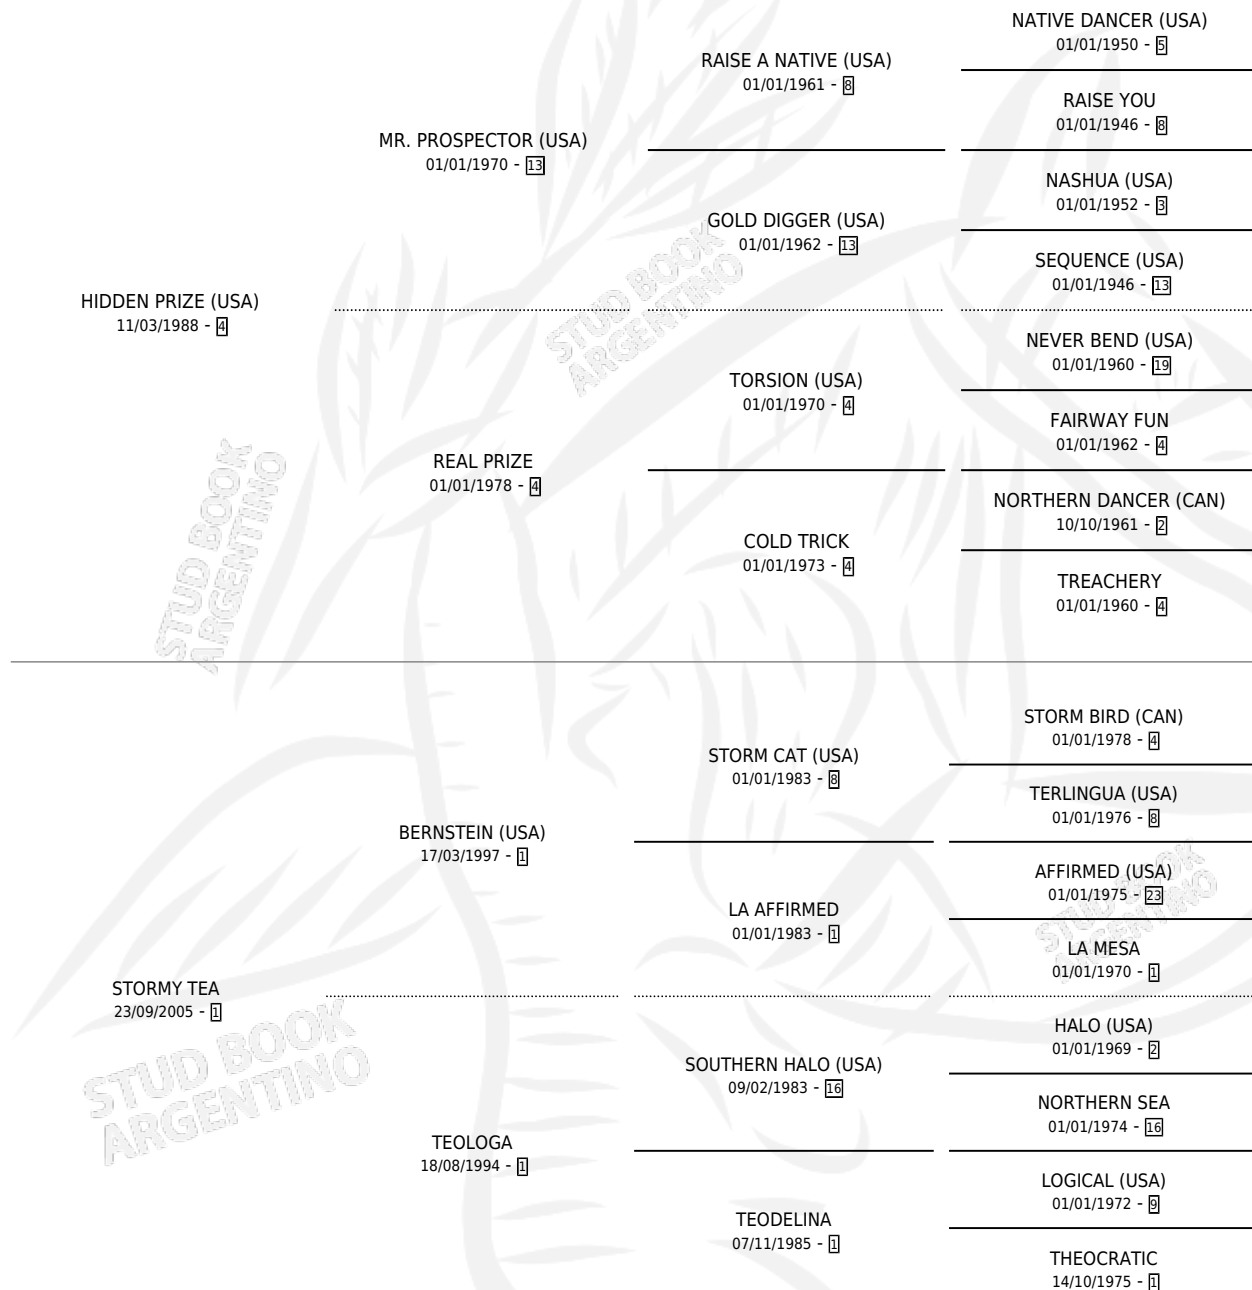 NATIVE DANCER (USA)
01/01/1950 - 5
RAISE A NATIVE (USA)
01/01/1961 - 8
RAISE YOU
01/01/1946 - 8
MR. PROSPECTOR (USA)
01/01/1970 - 13
NASHUA (USA)
01/01/1952 - 3
GOLD DIGGER (USA)
01/01/1962 - 13
SEQUENCE (USA)
01/01/1946 - 13
HIDDEN PRIZE (USA)
11/03/1988 - 4
STUD BOOK
ARGENTINO
NEVER BEND (USA)
01/01/1960 - 19
TORSION (USA)
01/01/1970 - 4
FAIRWAY FUN
01/01/1962 - 4
REAL PRIZE
01/01/1978 - 4
NORTHERN DANCER (CAN)
10/10/1961 - 2
COLD TRICK
01/01/1973 - 4
TREACHERY
01/01/1960 - 4
STUD BOOK
ARGENTINO
STORM BIRD (CAN)
01/01/1978 - 4
STORM CAT (USA)
01/01/1983 - 8
TERLINGUA (USA)
01/01/1976 - 8
BERNSTEIN (USA)
17/03/1997 - 1
AFFIRMED (USA)
01/01/1975 - 23
LA AFFIRMED
01/01/1983 - 1
STUD BOOK
ARGENTINO
LA MESA
01/01/1970 - 1
STORMY TEA
23/09/2005 - 1
HALO (USA)
01/01/1969 - 2
SOUTHERN HALO (USA)
09/02/1983 - 16
STUD BOOK
ARGENTINO
NORTHERN SEA
01/01/1974 - 16
TEOLOGA
18/08/1994 - 1
LOGICAL (USA)
01/01/1972 - 9
TEODELINA
07/11/1985 - 1
THEOCRATIC
14/10/1975 - 1